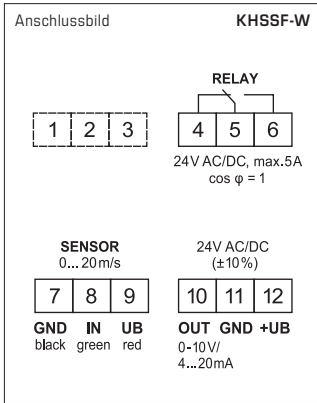 Anschlussbild KHSSF-W
RELAY
1 2 3 4 5 6
24V AC/DC, max.5A
cos φ = 1
SENSOR 24V AC/DC
0...20m/s (±10%)
7 8 9 10 11 12
GND IN UB OUT GND +UB
black green red 0-10V/
4...20mA